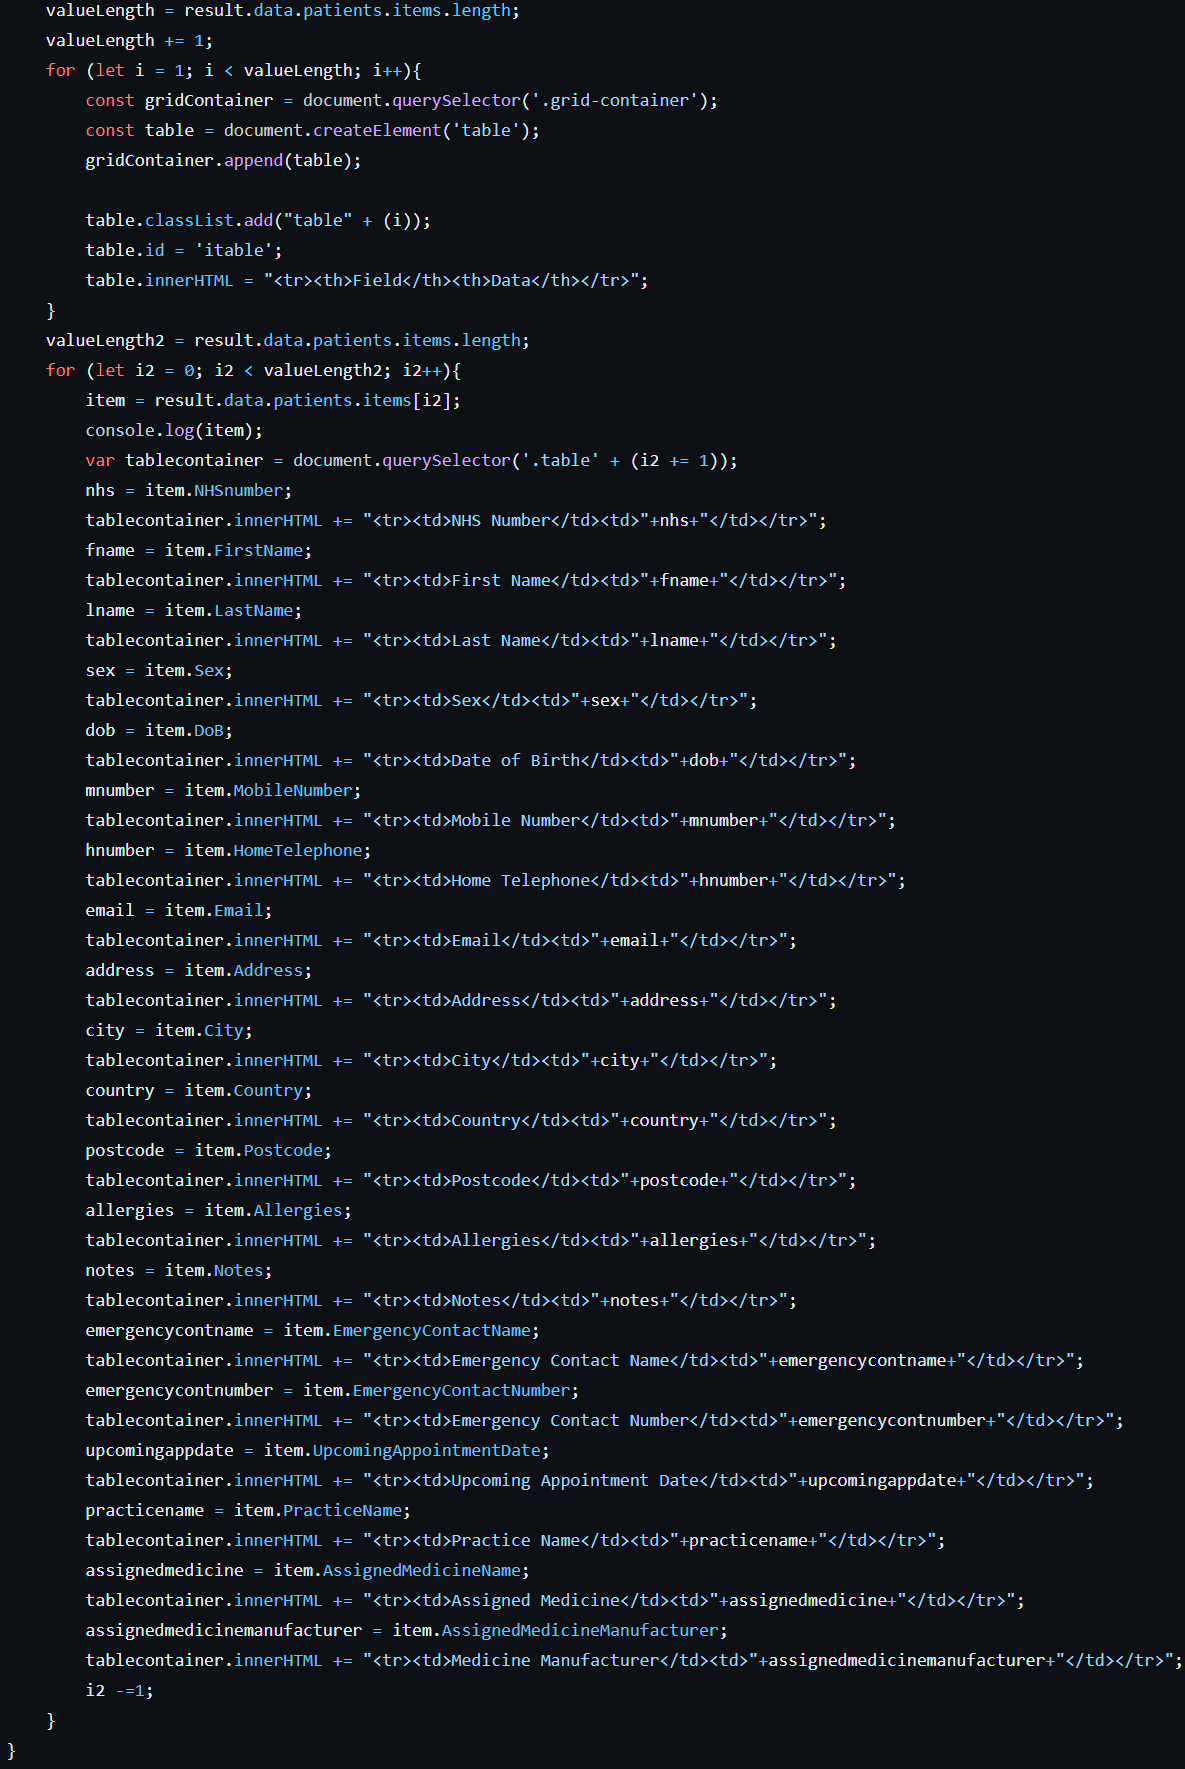 valueLength = result.data.patients.items.length;
    valueLength += 1;
    for (let i = 1; i < valueLength; i++){
        const gridContainer = document.querySelector('.grid-container');
        const table = document.createElement('table');
        gridContainer.append(table);

        table.classList.add("table" + (i));
        table.id = 'itable';
        table.innerHTML = "<tr><th>Field</th><th>Data</th></tr>";
    }
    valueLength2 = result.data.patients.items.length;
    for (let i2 = 0; i2 < valueLength2; i2++){
        item = result.data.patients.items[i2];
        console.log(item);
        var tablecontainer = document.querySelector('.table' + (i2 += 1));
        nhs = item.NHSnumber;
        tablecontainer.innerHTML += "<tr><td>NHS Number</td><td>"+nhs+"</td></tr>";
        fname = item.FirstName;
        tablecontainer.innerHTML += "<tr><td>First Name</td><td>"+fname+"</td></tr>";
        lname = item.LastName;
        tablecontainer.innerHTML += "<tr><td>Last Name</td><td>"+lname+"</td></tr>";
        sex = item.Sex;
        tablecontainer.innerHTML += "<tr><td>Sex</td><td>"+sex+"</td></tr>";
        dob = item.DoB;
        tablecontainer.innerHTML += "<tr><td>Date of Birth</td><td>"+dob+"</td></tr>";
        mnumber = item.MobileNumber;
        tablecontainer.innerHTML += "<tr><td>Mobile Number</td><td>"+mnumber+"</td></tr>";
        hnumber = item.HomeTelephone;
        tablecontainer.innerHTML += "<tr><td>Home Telephone</td><td>"+hnumber+"</td></tr>";
        email = item.Email;
        tablecontainer.innerHTML += "<tr><td>Email</td><td>"+email+"</td></tr>";
        address = item.Address;
        tablecontainer.innerHTML += "<tr><td>Address</td><td>"+address+"</td></tr>";
        city = item.City;
        tablecontainer.innerHTML += "<tr><td>City</td><td>"+city+"</td></tr>";
        country = item.Country;
        tablecontainer.innerHTML += "<tr><td>Country</td><td>"+country+"</td></tr>";
        postcode = item.Postcode;
        tablecontainer.innerHTML += "<tr><td>Postcode</td><td>"+postcode+"</td></tr>";
        allergies = item.Allergies;
        tablecontainer.innerHTML += "<tr><td>Allergies</td><td>"+allergies+"</td></tr>";
        notes = item.Notes;
        tablecontainer.innerHTML += "<tr><td>Notes</td><td>"+notes+"</td></tr>";
        emergencycontname = item.EmergencyContactName;
        tablecontainer.innerHTML += "<tr><td>Emergency Contact Name</td><td>"+emergencycontname+"</td></tr>";
        emergencycontnumber = item.EmergencyContactNumber;
        tablecontainer.innerHTML += "<tr><td>Emergency Contact Number</td><td>"+emergencycontnumber+"</td></tr>";
        upcomingappdate = item.UpcomingAppointmentDate;
        tablecontainer.innerHTML += "<tr><td>Upcoming Appointment Date</td><td>"+upcomingappdate+"</td></tr>";
        practicename = item.PracticeName;
        tablecontainer.innerHTML += "<tr><td>Practice Name</td><td>"+practicename+"</td></tr>";
        assignedmedicine = item.AssignedMedicineName;
        tablecontainer.innerHTML += "<tr><td>Assigned Medicine</td><td>"+assignedmedicine+"</td></tr>";
        assignedmedicinemanufacturer = item.AssignedMedicineManufacturer;
        tablecontainer.innerHTML += "<tr><td>Medicine Manufacturer</td><td>"+assignedmedicinemanufacturer+"</td></tr>";
        i2 -=1;
    }
}